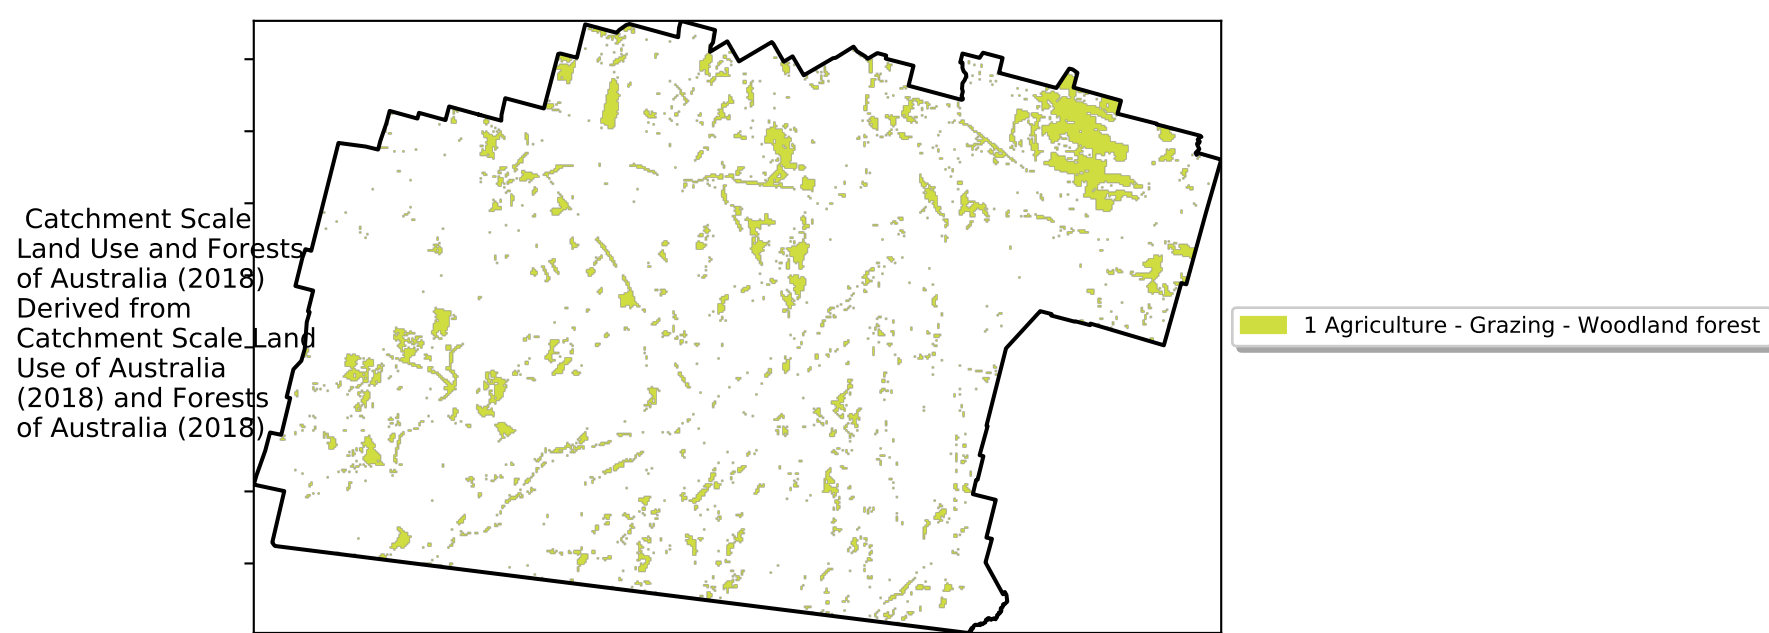 Catchment Scale
Land Use and Forests
of Australia (2018)
Derived from
Catchment Scale Land
Use of Australia
(2018) and Forests
of Australia (2018)
1 Agriculture - Grazing - Woodland forest